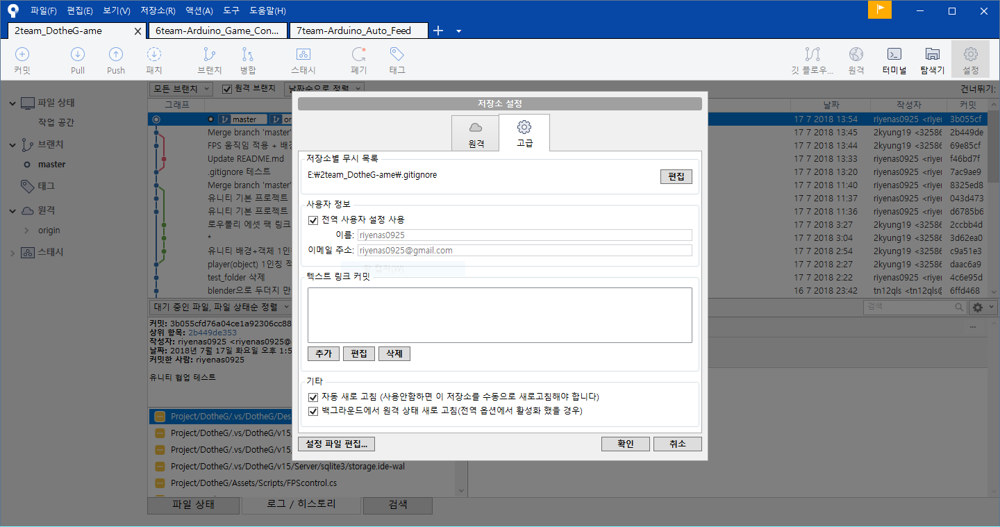 파일(F) 편집(E) 보기(V) 저장소(R) 액션(A) 도구 도움말(H)
2team_DotheG-ame 6team-Arduino_Game_Con... 7team-Arduino_Auto_Feed
커밋 Pull Push 패치 브랜치 병합 스태시 폐기 태그 깃 플로우... 원격 터미널 탐색기 설정
모든 브랜치 원격 브랜치 날짜순으로 정렬 건너뛰기:
파일 상태
작업 공간
브랜치
master
태그
원격
origin
스태시
그래프 날짜 작성자 커밋
master 17 7 2018 13:54 riyenas0925 <riyen 3b055cf
Merge branch 'master' 17 7 2018 13:45 2kyung19 <32586 2b449de
FPS 움직임 적용 + 배경 17 7 2018 13:44 2kyung19 <32586 69e85cf
Update README.md 17 7 2018 13:33 riyenas0925 <riyen f46bd7f
.gitignore 테스트 17 7 2018 13:20 riyenas0925 <riyen 7ac9ae9
Merge branch 'master' 17 7 2018 11:40 riyenas0925 <riyen 8325ed8
유니티 기본 프로젝트 17 7 2018 11:37 riyenas0925 <riyen 043d473
유니티 기본 프로젝트 17 7 2018 11:36 riyenas0925 <riyen d6785b6
로우폴리 에셋 팩 링크 17 7 2018 3:27 2kyung19 <32586 2ccbb4d
* 17 7 2018 3:04 2kyung19 <32586 3d62ea0
유니티 배경+객체 1인칭 17 7 2018 2:54 2kyung19 <32586 c9a51e3
player(object) 1인칭 적 17 7 2018 2:27 2kyung19 <32586 daac6a9
test_folder 삭제 17 7 2018 2:22 riyenas0925 <riyen 4c6e95d
blender으로 두더지 만 16 7 2018 23:42 tn12qls <tn12qls@ 6ffd468
대기 중인 파일, 파일 상태순 정렬 검색
커밋: 3b055cfd76a04ce1a92306cc88
상위 항목: 2b449de353
작성자: riyenas0925 <riyenas0925@
날짜: 2018년 7월 17일 화요일 오후 1:5
커밋한 사람: riyenas0925
유니티 협업 테스트
Project/DotheG/.vs/DotheG/Des
Project/DotheG/.vs/DotheG/v15/
Project/DotheG/.vs/DotheG/v15/
Project/DotheG/.vs/DotheG/v15/Server/sqlite3/storage.ide-wal
Project/DotheG/Assets/Scripts/FPScontrol.cs
파일 상태 로그 / 히스토리 검색
저장소 설정
원격 고급
저장소별 무시 목록
E:₩2team_DotheG-ame₩.gitignore 편집
사용자 정보
전역 사용자 설정 사용
이름: riyenas0925
이메일 주소: riyenas0925@gmail.com
창 캡처(W)
텍스트 링크 커밋
추가 편집 삭제
기타
자동 새로 고침 (사용안함하면 이 저장소를 수동으로 새로고침해야 합니다)
백그라운드에서 원격 상태 새로 고침(전역 옵션에서 활성화 했을 경우)
설정 파일 편집... 확인 취소